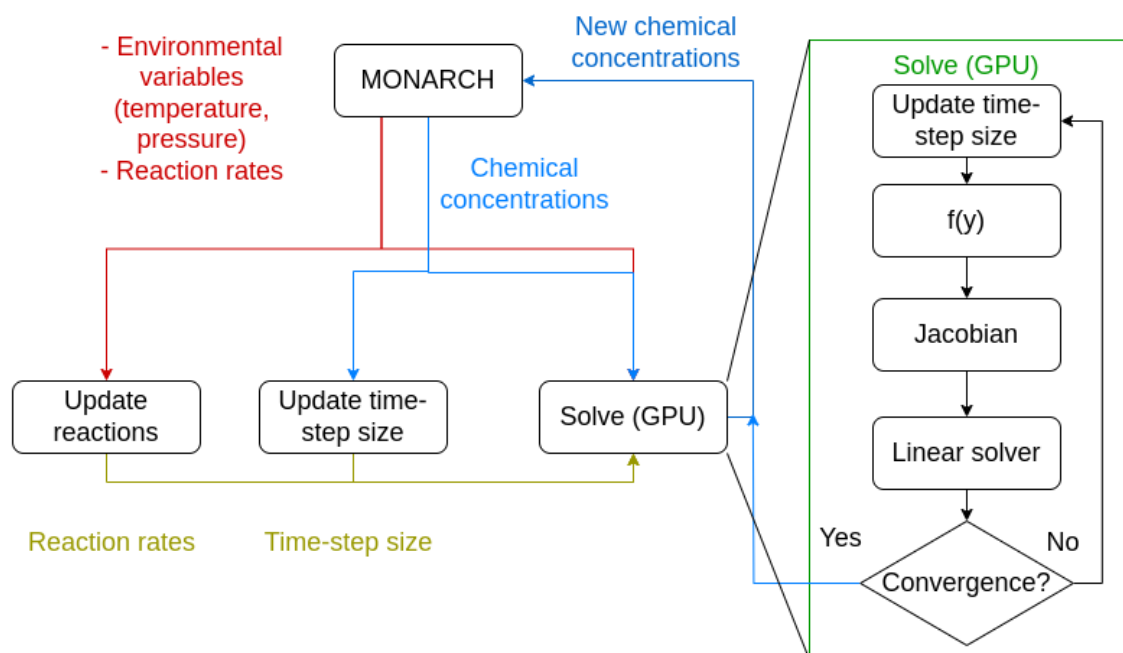 - Environmental
variables
(temperature,
pressure)
- Reaction rates
MONARCH
New chemical
concentrations
Chemical
concentrations
Update
reactions
Update time-
step size
Solve (GPU)
Reaction rates
Time-step size
Solve (GPU)
Update time-
step size
f(y)
Jacobian
Linear solver
Yes
No
Convergence?